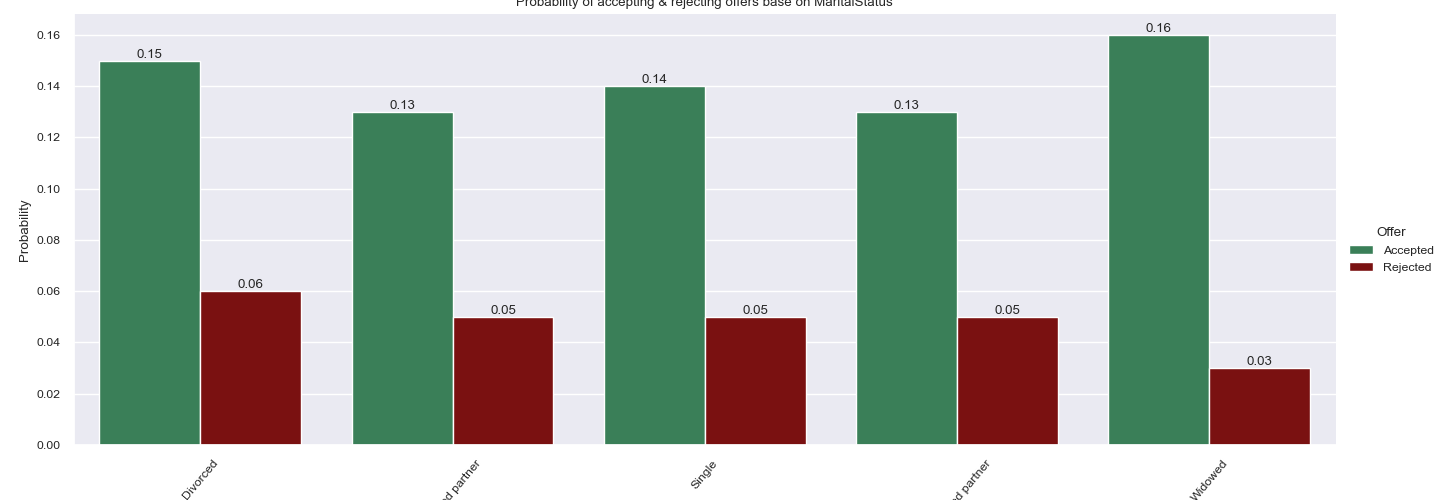 Probability of accepting & rejecting offers base on MaritalStatus
0.16
0.14
0.12
0.10
0.08
0.06
0.04
0.02
0.00
Probability
0.15
0.06
0.13
0.05
0.14
0.05
0.13
0.05
0.16
0.03
Divorced
partner
Single
partner
Widowed
Offer
Accepted
Rejected